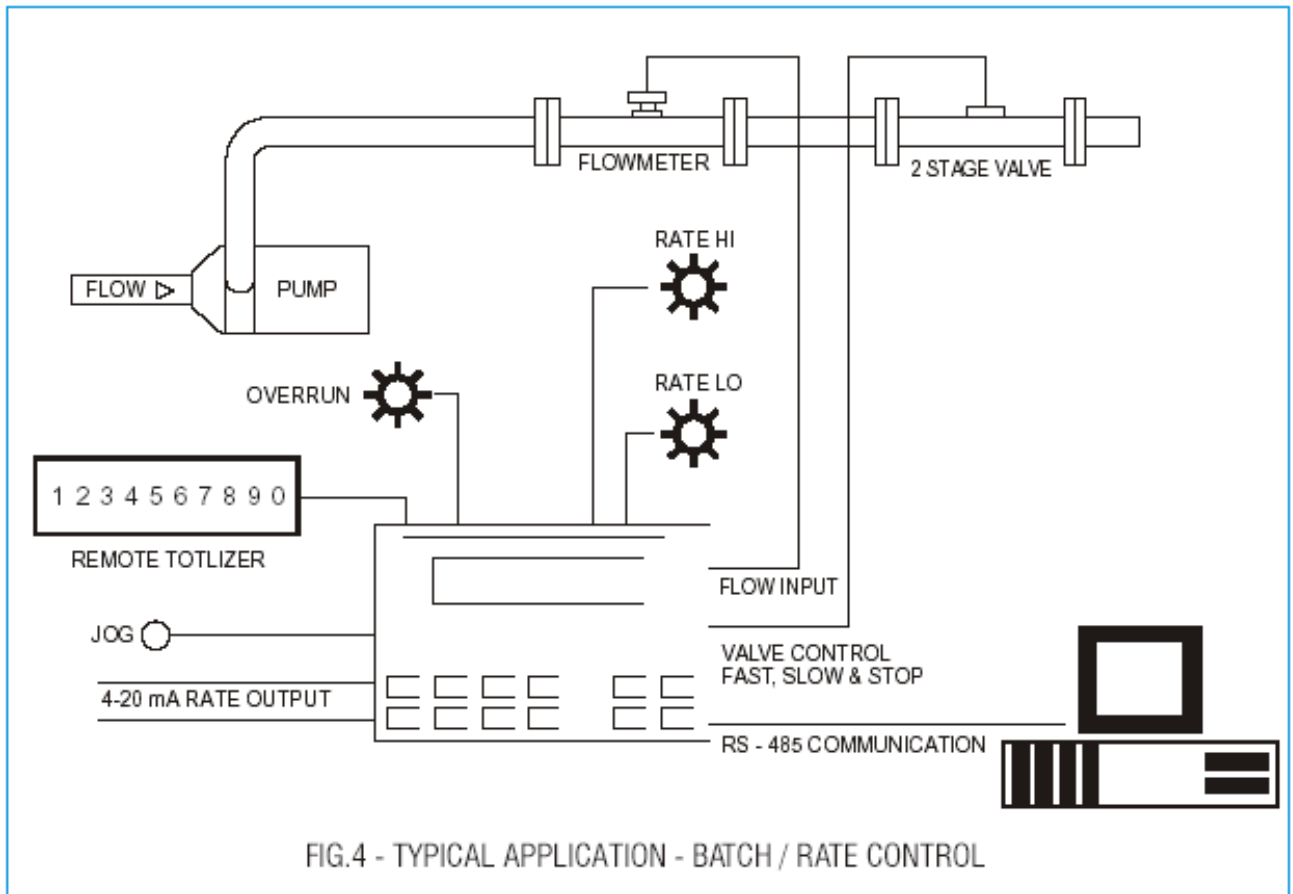 FLOWMETER
2 STAGE VALVE
RATE HI
FLOW
PUMP
OVERRUN
RATE LO
1 2 3 4 5 6 7 8 9 0
REMOTE TOTLIZER
FLOW INPUT
JOG
VALVE CONTROL
FAST, SLOW & STOP
4-20 mA RATE OUTPUT
RS - 485 COMMUNICATION
FIG.4 - TYPICAL APPLICATION - BATCH / RATE CONTROL